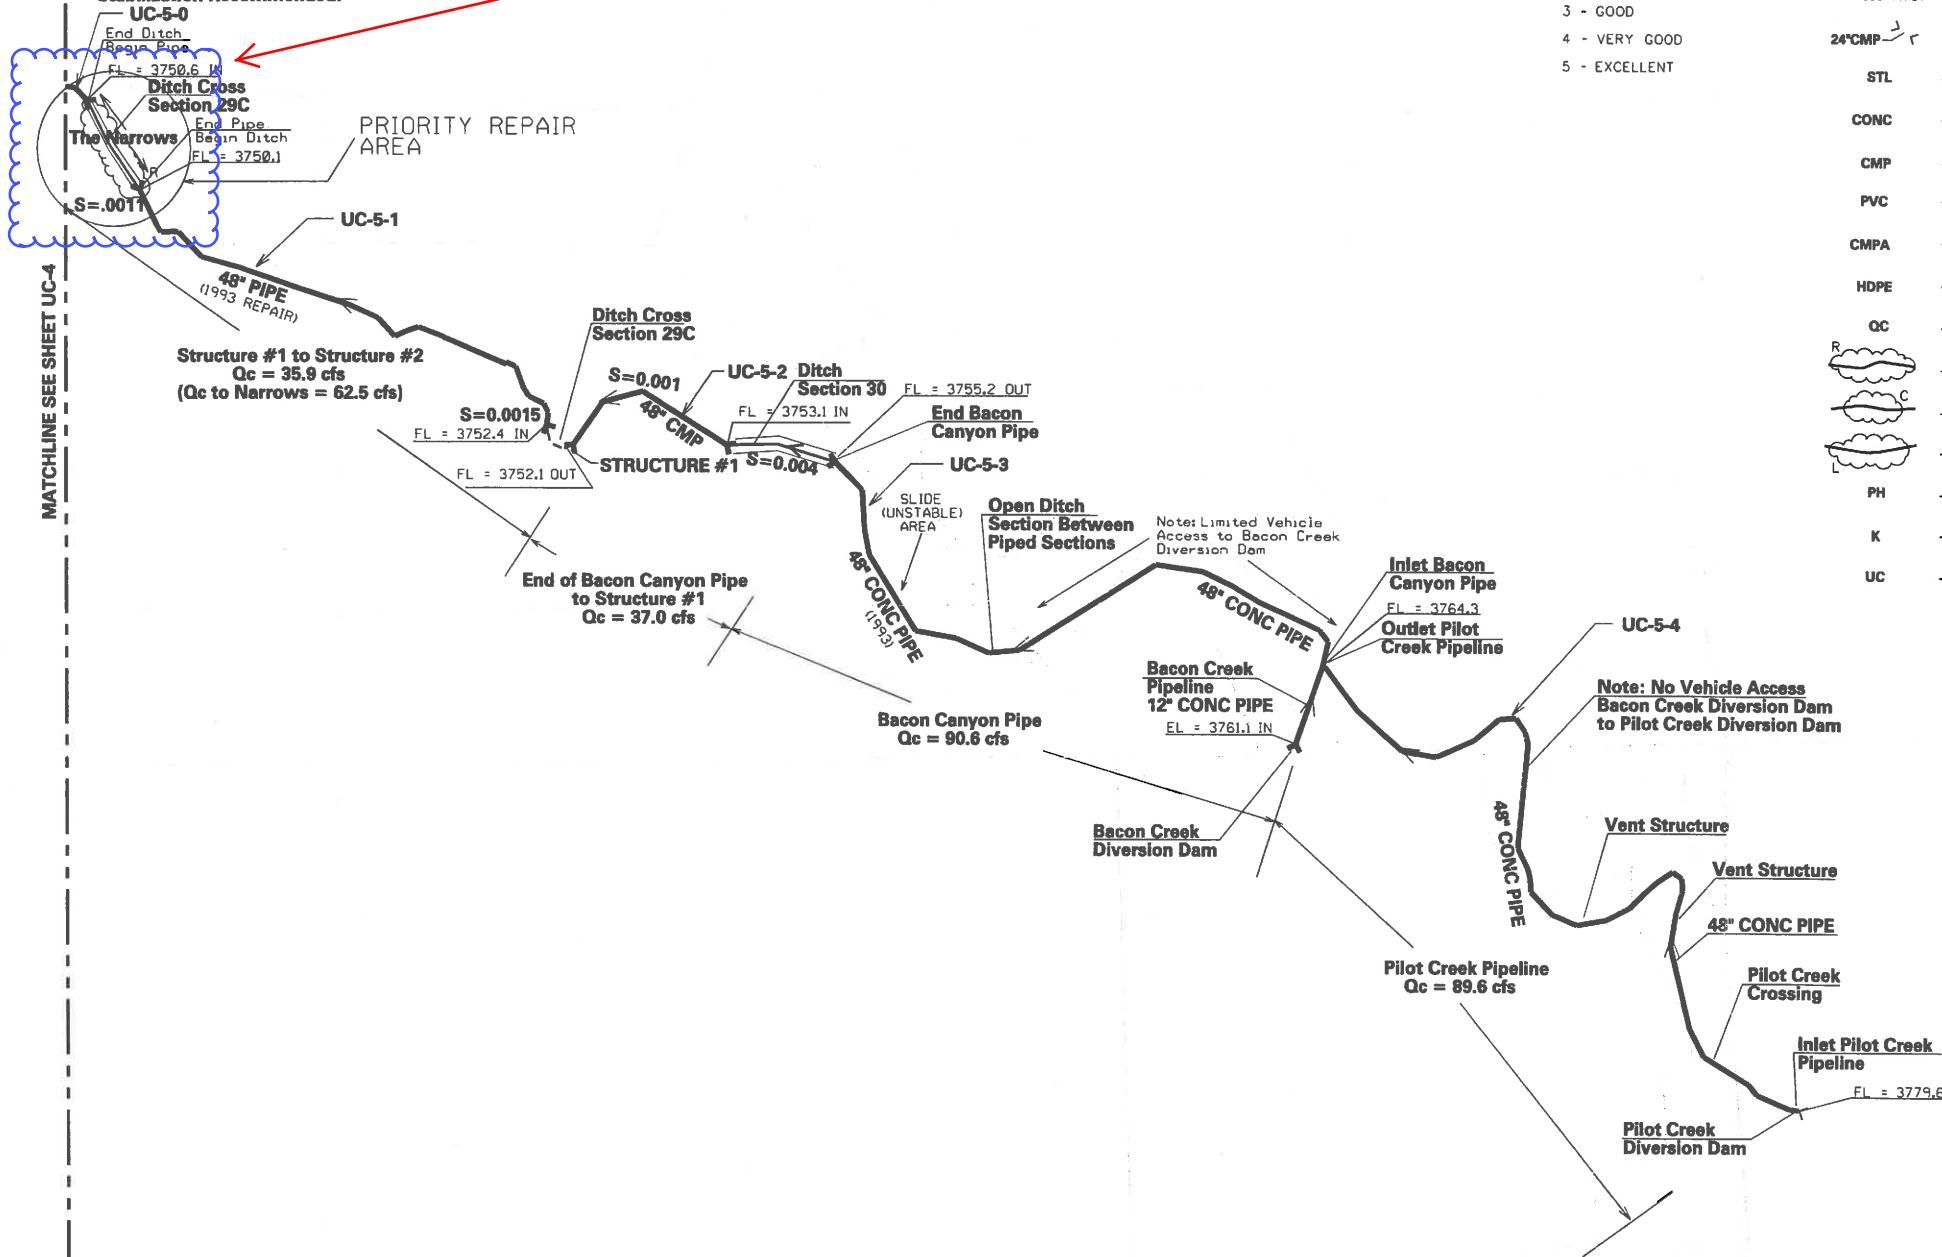 UC-5-0
End Ditch
Begin Pipe
FL = 3750.6 IN
Ditch Cross
Section 29C
The Narrows
End Pipe
Begin Ditch
FL = 3750.1
R
S=.0011
PRIORITY REPAIR
AREA
UC-5-1
MATCHLINE SEE SHEET UC-4
48" PIPE
(1993 REPAIR)
Structure #1 to Structure #2
Qc = 35.9 cfs
(Qc to Narrows = 62.5 cfs)
Ditch Cross
Section 29C
S=0.0015
FL = 3752.4 IN
FL = 3752.1 OUT
STRUCTURE #1
S=0.001
48" CMP
UC-5-2
Ditch
Section 30
FL = 3753.1 IN
S=0.004
FL = 3755.2 OUT
End Bacon
Canyon Pipe
UC-5-3
SLIDE
(UNSTABLE)
AREA
48" CONC PIPE
(1993)
End of Bacon Canyon Pipe
to Structure #1
Qc = 37.0 cfs
Open Ditch
Section Between
Piped Sections
Note: Limited Vehicle
Access to Bacon Creek
Diversion Dam
48" CONC PIPE
Inlet Bacon
Canyon Pipe
FL = 3764.3
Outlet Pilot
Creek Pipeline
Bacon Creek
Pipeline
12" CONC PIPE
EL = 3761.1 IN
Bacon Canyon Pipe
Qc = 90.6 cfs
Bacon Creek
Diversion Dam
UC-5-4
Note: No Vehicle Access
Bacon Creek Diversion Dam
to Pilot Creek Diversion Dam
48" CONC PIPE
Vent Structure
Vent Structure
48" CONC PIPE
Pilot Creek Pipeline
Qc = 89.6 cfs
Pilot Creek
Crossing
Inlet Pilot Creek
Pipeline
FL = 3779.6
Pilot Creek
Diversion Dam
3 - GOOD
4 - VERY GOOD
5 - EXCELLENT
24"CMP
STL
CONC
CMP
PVC
CMPA
HDPE
QC
R
C
L
PH
K
UC